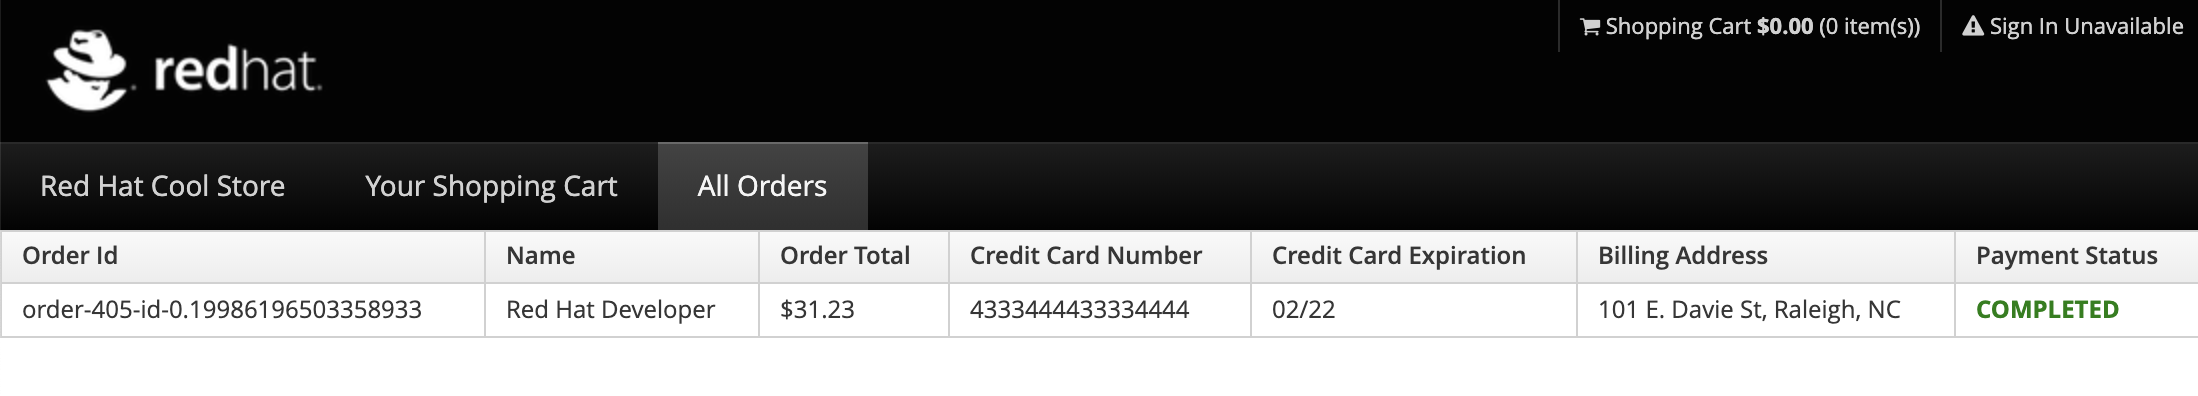 Shopping Cart $0.00 (0 item(s)) Sign In Unavailable
redhat.
Red Hat Cool Store Your Shopping Cart All Orders
Order Id Name Order Total Credit Card Number Credit Card Expiration Billing Address Payment Status
order-405-id-0.19986196503358933 Red Hat Developer $31.23 4333444433334444 02/22 101 E. Davie St, Raleigh, NC COMPLETED